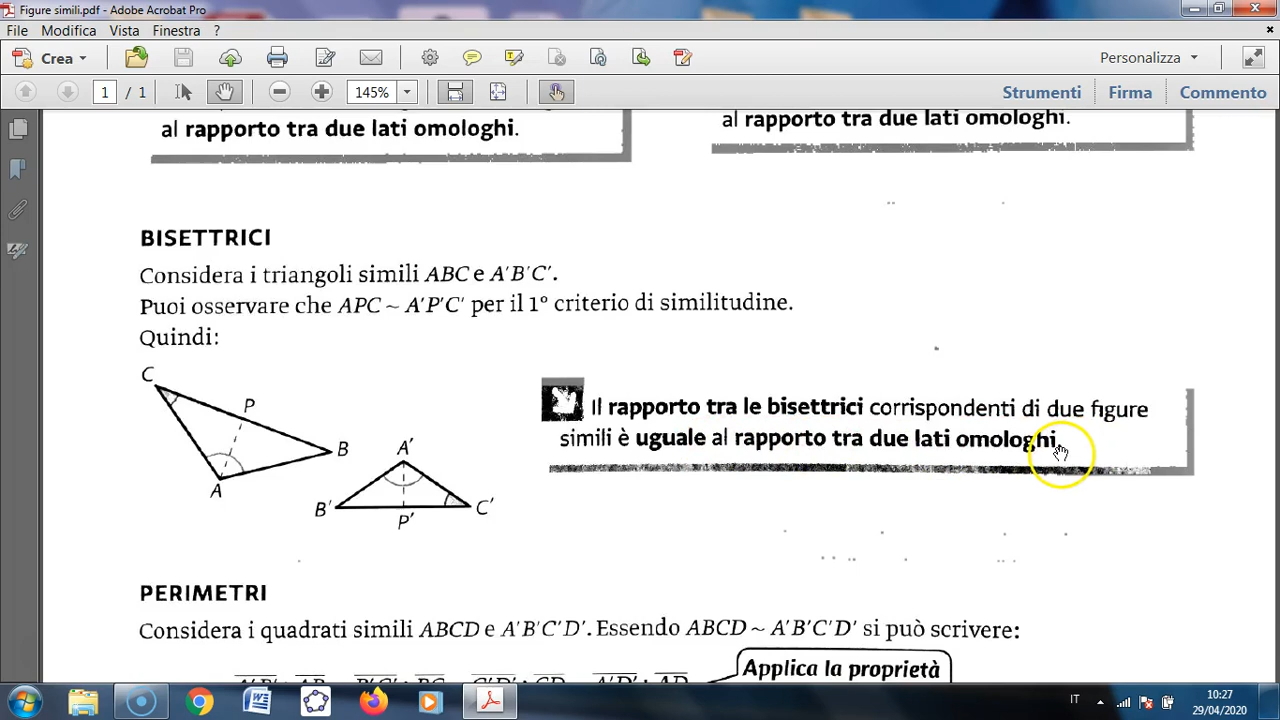 Figure simili.pdf - Adobe Acrobat Pro
File Modifica Vista Finestra ?
Crea Personalizza
1 / 1 145% Strumenti Firma Commento
al rapporto tra due lati omologhi.
al rapporto tra due lati omologhi.
BISETTRICI
Considera i triangoli simili ABC e A'B'C'.
Puoi osservare che APC ~ A'P'C' per il 1° criterio di similitudine.
Quindi:
C
P
B
A
A'
B'
C'
P'
Il rapporto tra le bisettrici corrispondenti di due figure
simili è uguale al rapporto tra due lati omologhi.
PERIMETRI
Considera i quadrati simili ABCD e A'B'C'D'. Essendo ABCD ~ A'B'C'D' si può scrivere:
Applica la proprietà
A'B' : AB B'C' : BC C'D' : CD A'D' : AD
IT 10:27
29/04/2020